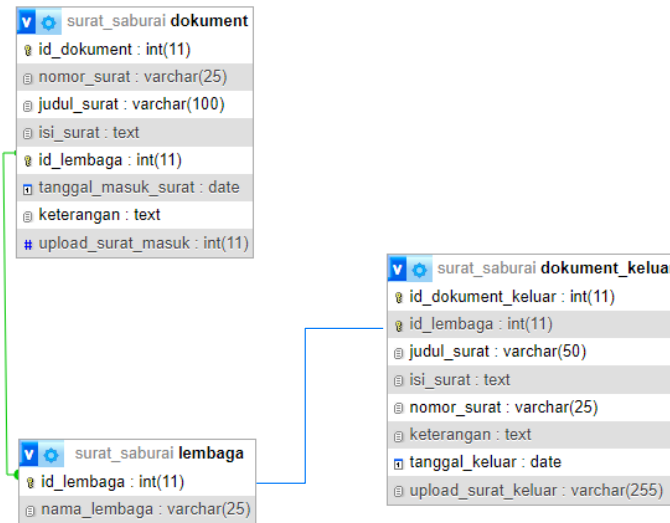 surat_saburai dokument
id_dokument : int(11)
nomor_surat : varchar(25)
judul_surat : varchar(100)
isi_surat : text
id_lembaga : int(11)
tanggal_masuk_surat : date
keterangan : text
# upload_surat_masuk : int(11)
surat_saburai dokument_keluar
id_dokument_keluar : int(11)
id_lembaga : int(11)
judul_surat : varchar(50)
isi_surat : text
nomor_surat : varchar(25)
keterangan : text
tanggal_keluar : date
upload_surat_keluar : varchar(255)
surat_saburai lembaga
id_lembaga : int(11)
nama_lembaga : varchar(25)